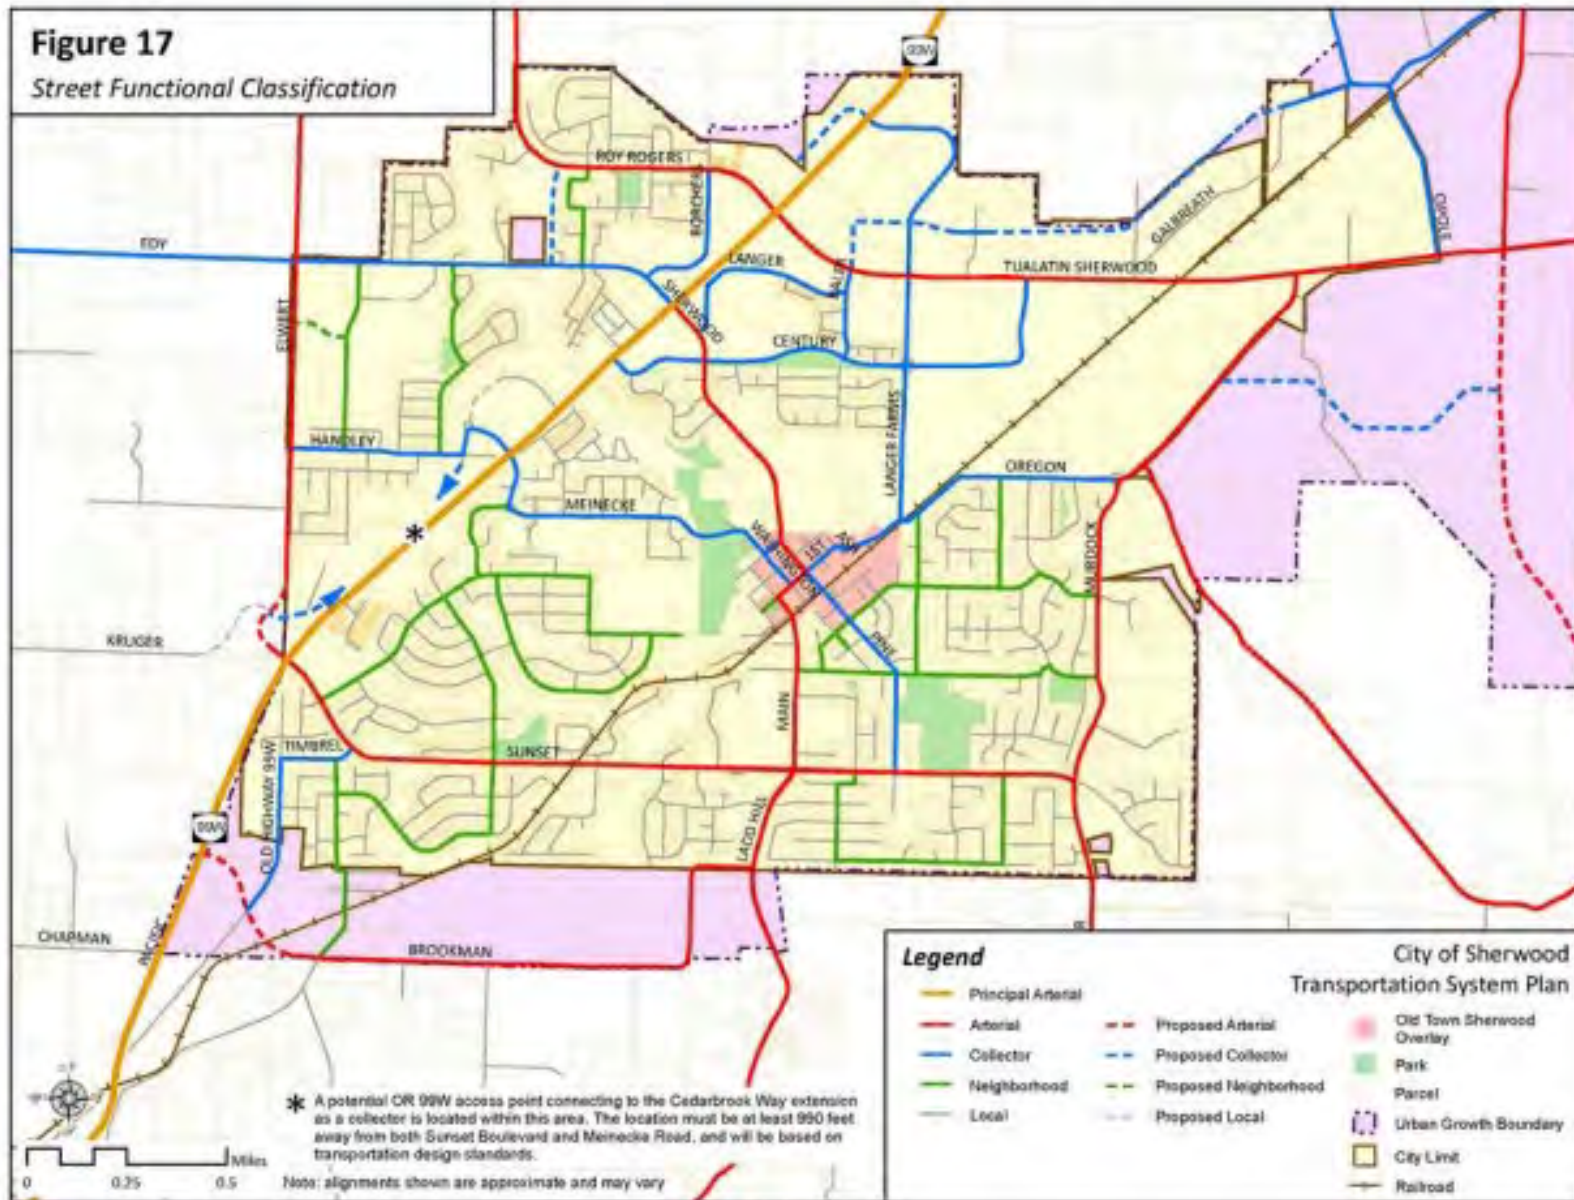 Figure 17
Street Functional Classification
99W
ROY ROGERS
BORCHERS
EDY
ELWERT
LANGER
SHERWOOD
BALER
CENTURY
TUALATIN SHERWOOD
GALBREATH
CIPOLE
HANDLEY
MEINECKE
LANGER FARMS
OREGON
WASHINGTON
1ST
ASH
PINE
MURDOCK
KRUGER
TIMBREL
SUNSET
MAIN
OLD HIGHWAY 99W
LADD HILL
99W
PACIFIC
CHAPMAN
BROOKMAN
R
Legend
Principal Arterial
Arterial
Collector
Neighborhood
Local
Proposed Arterial
Proposed Collector
Proposed Neighborhood
Proposed Local
City of Sherwood
Transportation System Plan
Old Town Sherwood
Overlay
Park
Parcel
Urban Growth Boundary
City Limit
Railroad
* A potential OR 99W access point connecting to the Cedarbrook Way extension
as a collector is located within this area. The location must be at least 990 feet
away from both Sunset Boulevard and Meinecke Road, and will be based on
transportation design standards.
Note: alignments shown are approximate and may vary
Miles
0 0.25 0.5